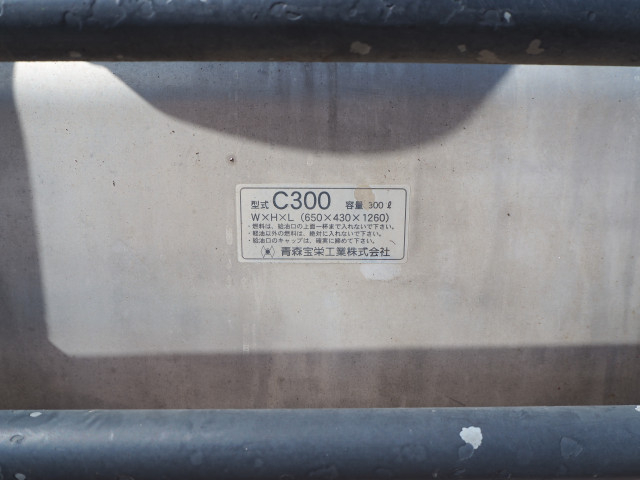 型式 C300 容量 300ℓ
W×H×L (650×430×1260)
・燃料は、給油口の上面一杯まで入れないで下さい。
・軽油以外の燃料は、絶対に入れないで下さい。
・給油口のキャップは、確実に締めて下さい。
青森宝栄工業株式会社